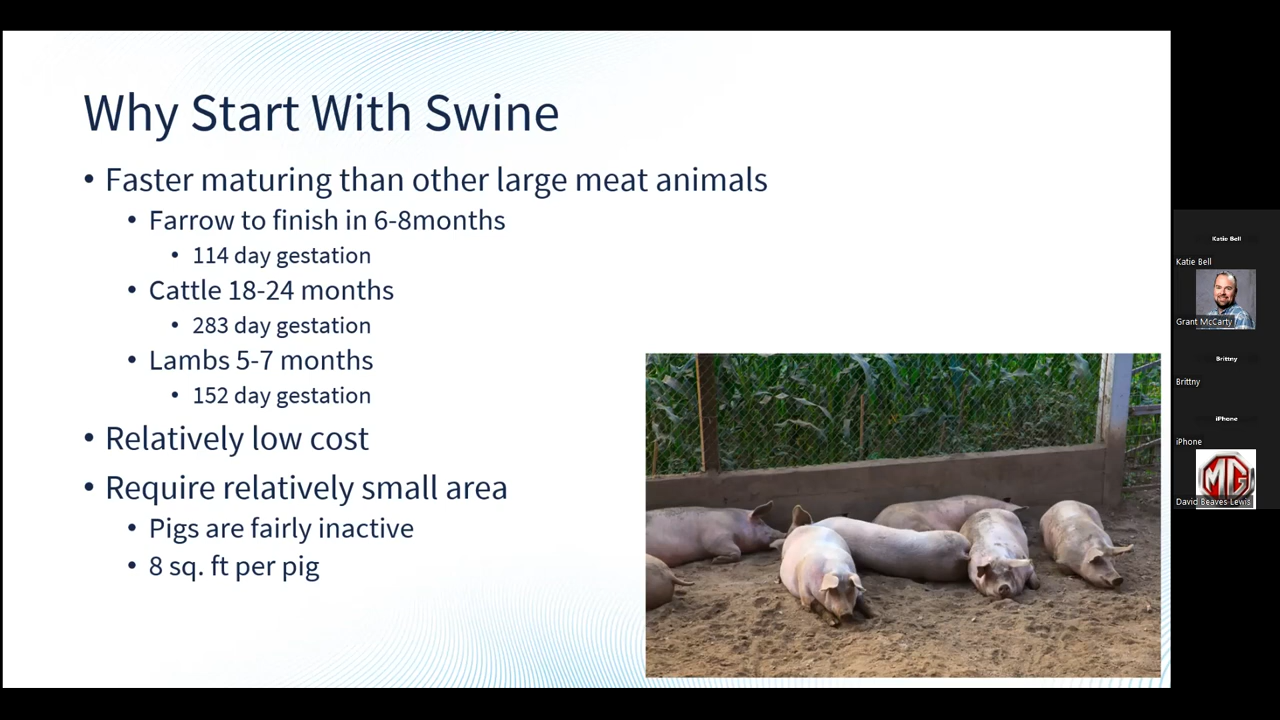 Why Start With Swine
• Faster maturing than other large meat animals
• Farrow to finish in 6-8months
• 114 day gestation
• Cattle 18-24 months
• 283 day gestation
• Lambs 5-7 months
• 152 day gestation
• Relatively low cost
• Require relatively small area
• Pigs are fairly inactive
• 8 sq. ft per pig
Katie Bell
Katie Bell
Grant McCarty
Brittny
Brittny
iPhone
iPhone
MG
David Beaves Lewis